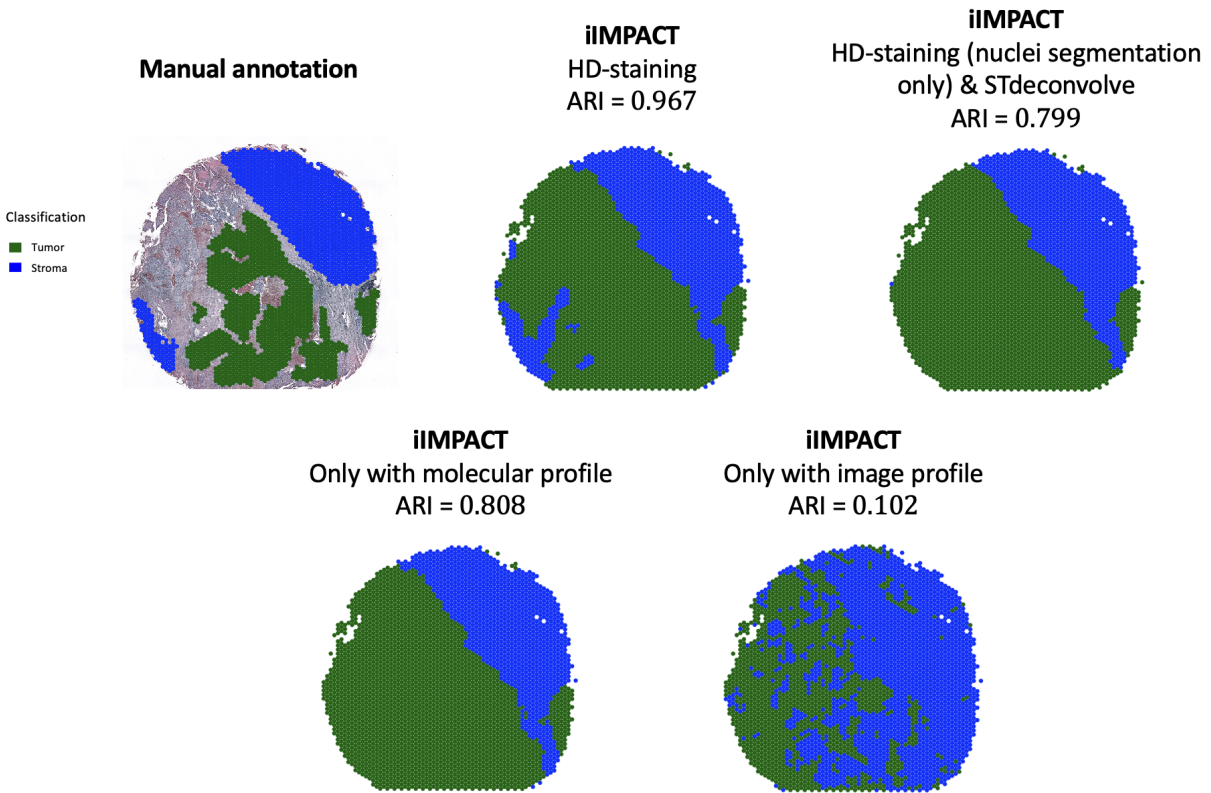 Manual annotation
iIMPACT
HD-staining
ARI = 0.967
iIMPACT
HD-staining (nuclei segmentation
only) & STdeconvolve
ARI = 0.799
Classification
Tumor
Stroma
iIMPACT
Only with molecular profile
ARI = 0.808
iIMPACT
Only with image profile
ARI = 0.102